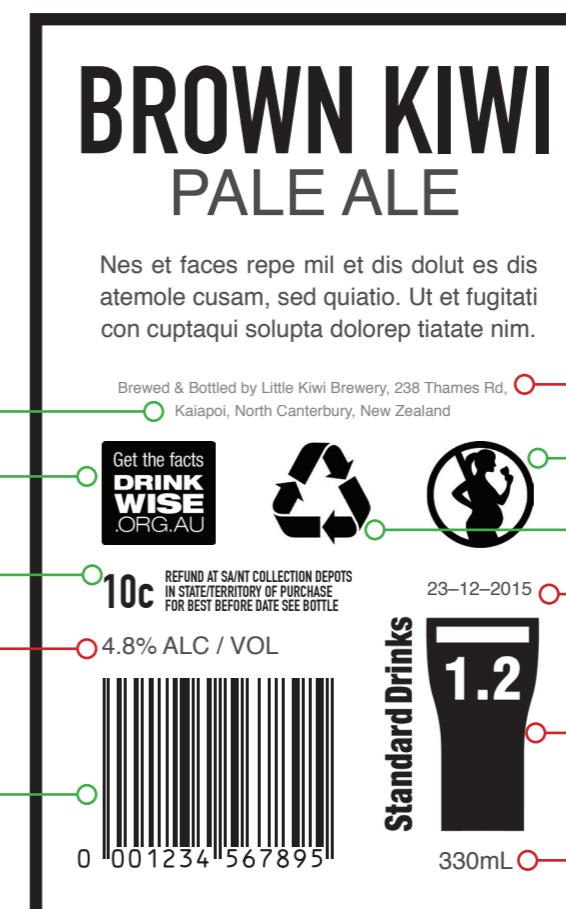 BROWN KIWI
PALE ALE
Nes et faces repe mil et dis dolut es dis
atemole cusam, sed quiatio. Ut et fugitati
con cuptaqui solupta dolorep tiatate nim.
Brewed & Bottled by Little Kiwi Brewery, 238 Thames Rd,
Kaiapoi, North Canterbury, New Zealand
Get the facts
DRINK
WISE
.ORG.AU
10c
REFUND AT SA/NT COLLECTION DEPOTS
IN STATE/TERRITORY OF PURCHASE
FOR BEST BEFORE DATE SEE BOTTLE
23–12–2015
4.8% ALC / VOL
Standard Drinks
1.2
0 001234 567895
330mL